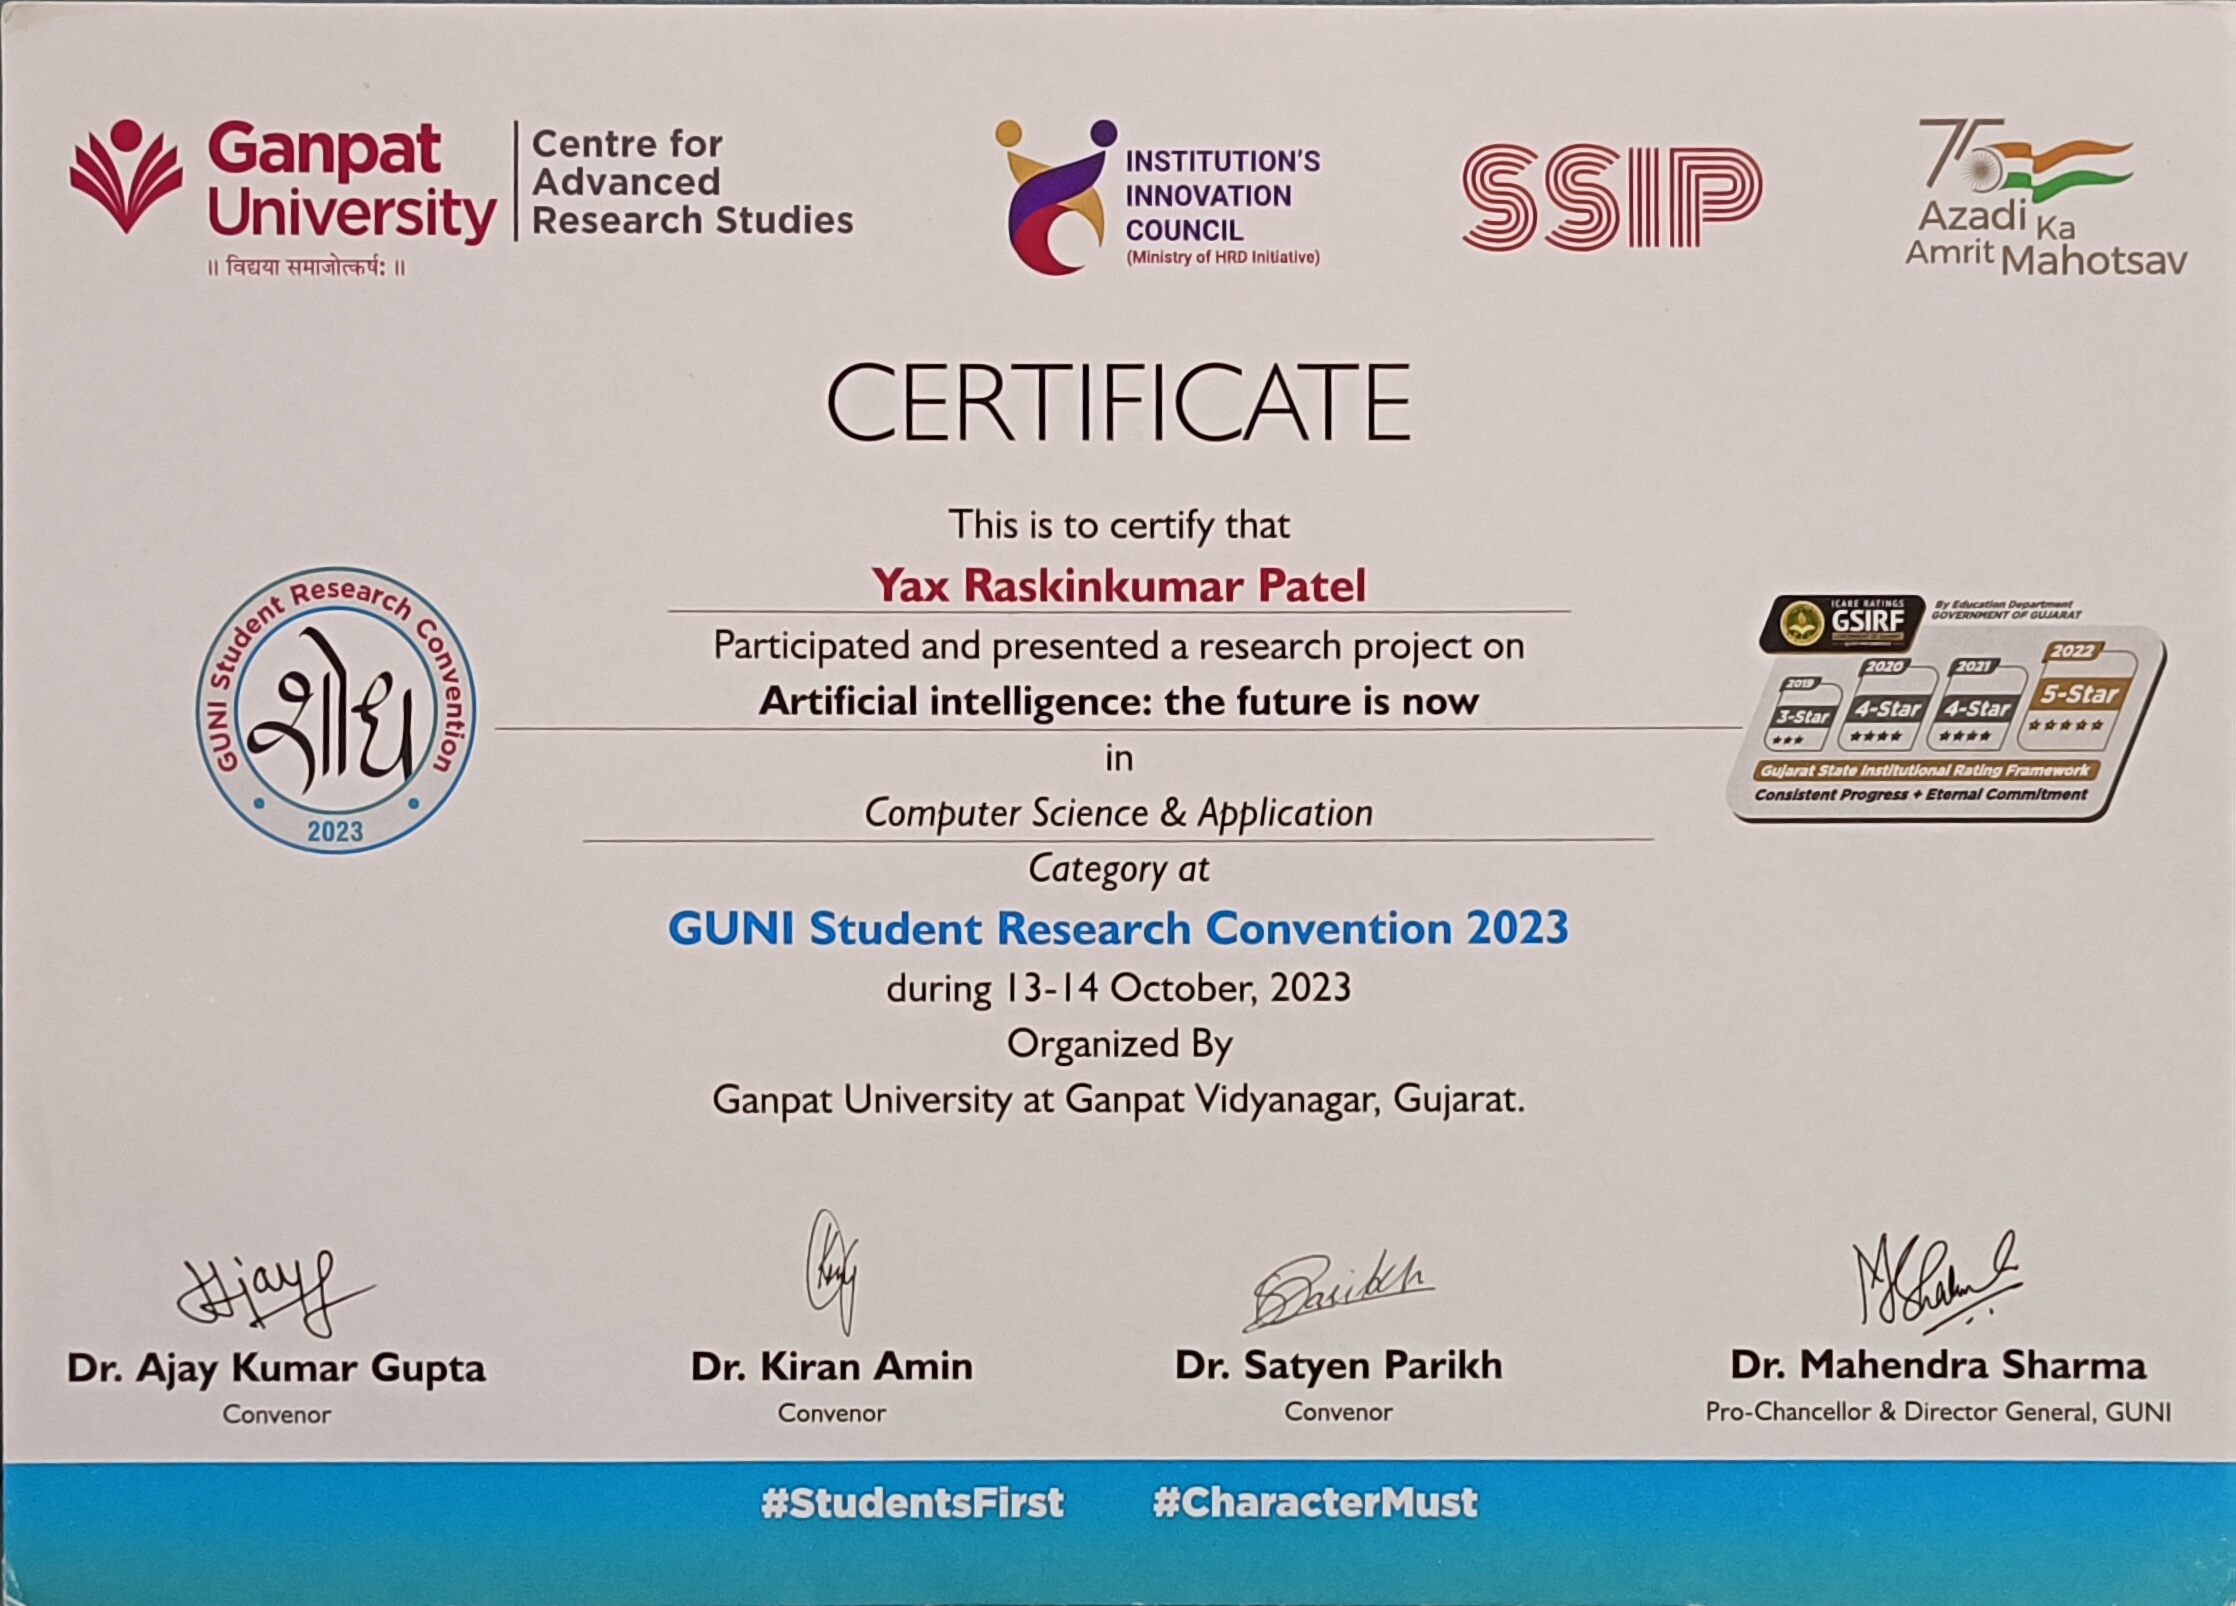 Ganpat
University
॥ विद्यया समाजोत्कर्ष: ॥
Centre for
Advanced
Research Studies
INSTITUTION'S
INNOVATION
COUNCIL
(Ministry of HRD Initiative)
SSIP
75
Azadi Ka
Amrit Mahotsav
CERTIFICATE
This is to certify that
Yax Raskinkumar Patel
Participated and presented a research project on
Artificial intelligence: the future is now
in
Computer Science & Application
Category at
GUNI Student Research Convention 2023
during 13-14 October, 2023
Organized By
Ganpat University at Ganpat Vidyanagar, Gujarat.
GUNI Student Research Convention
शोध
2023
ICARE RATINGS
GSIRF
By Education Department
GOVERNMENT OF GUJARAT
2019
3-Star
2020
4-Star
2021
4-Star
2022
5-Star
Gujarat State Institutional Rating Framework
Consistent Progress + Eternal Commitment
Dr. Ajay Kumar Gupta
Convenor
Dr. Kiran Amin
Convenor
Dr. Satyen Parikh
Convenor
Dr. Mahendra Sharma
Pro-Chancellor & Director General, GUNI
#StudentsFirst #CharacterMust